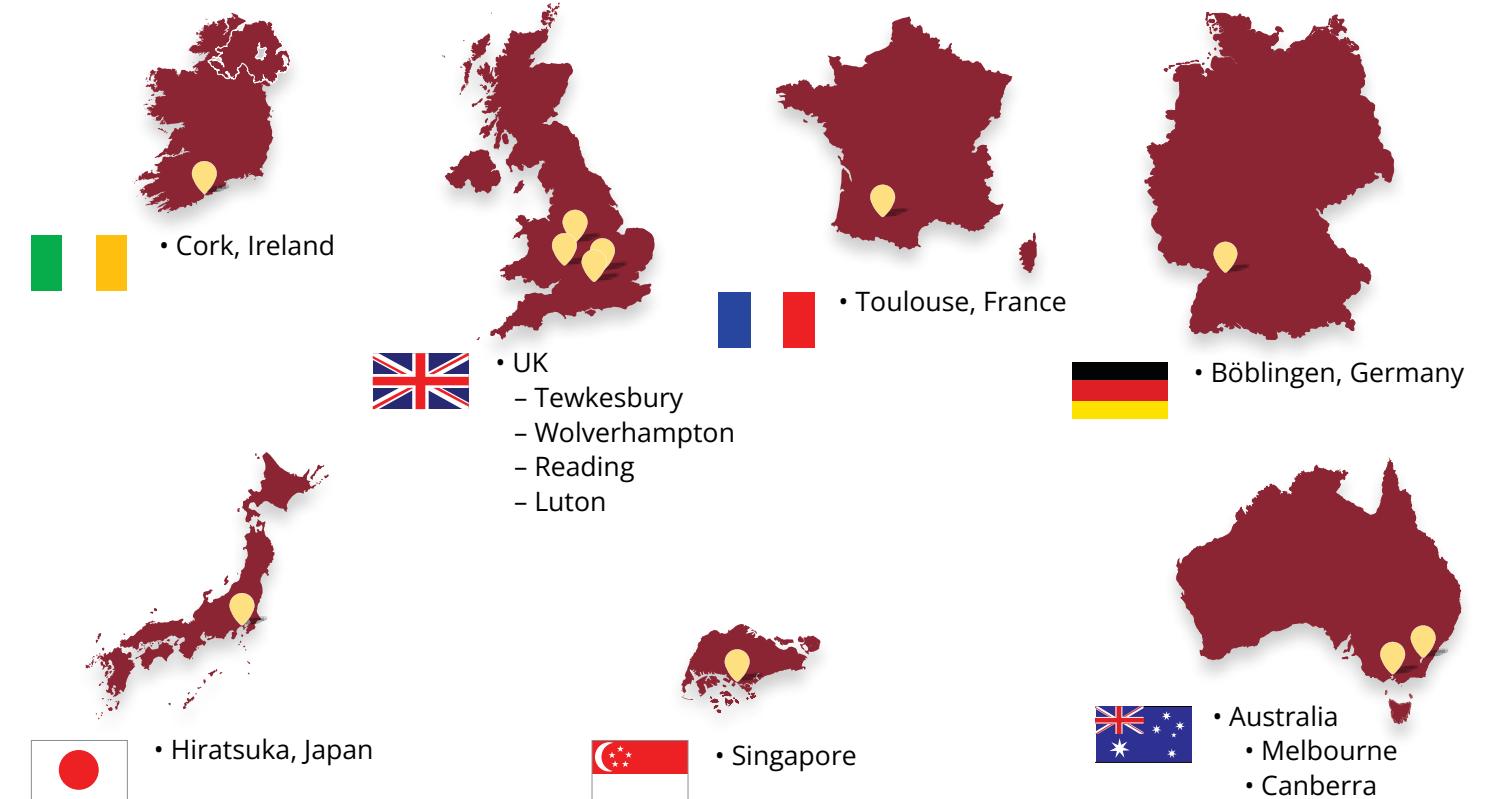 • Cork, Ireland
• UK
– Tewkesbury
– Wolverhampton
– Reading
– Luton
• Toulouse, France
• Böblingen, Germany
• Hiratsuka, Japan
• Singapore
• Australia
• Melbourne
• Canberra